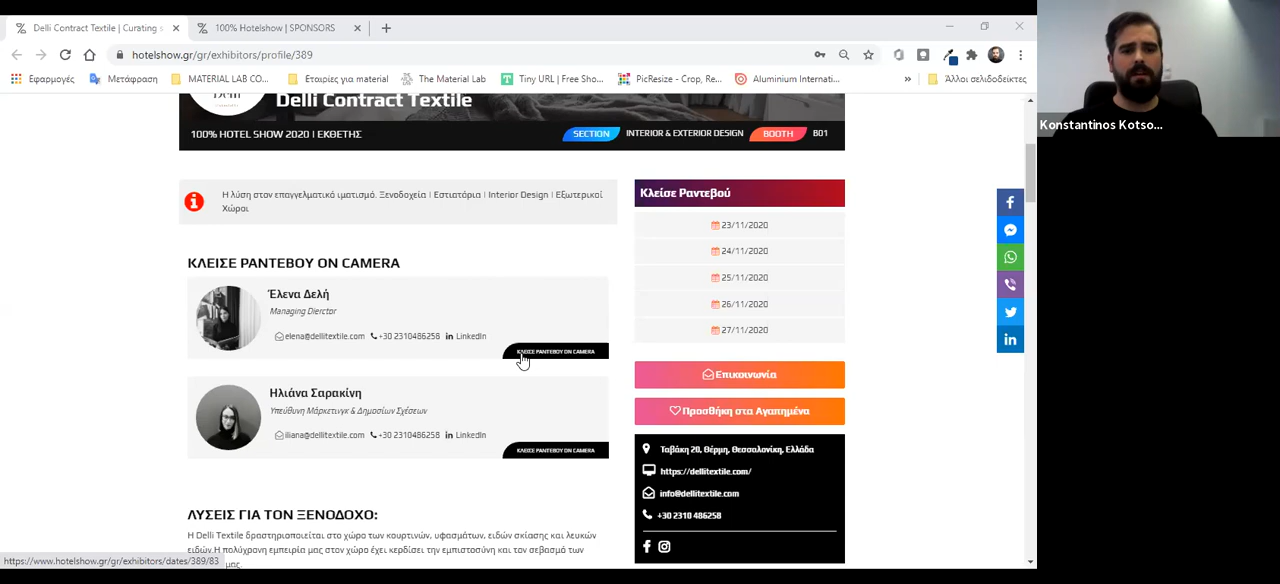 Delli Contract Textile | Curating s
100% Hotelshow | SPONSORS
hotelshow.gr/gr/exhibitors/profile/389
Εφαρμογές
Μετάφραση
MATERIAL LAB CO...
Εταιρίες για material
The Material Lab
Tiny URL | Free Sho...
PicResize - Crop, Re...
Aluminium Internati...
»
Άλλοι σελιδοδείκτες
Konstantinos Kotso...
Delli Contract Textile
100% HOTEL SHOW 2020 | ΕΚΘΕΤΗΣ
SECTION INTERIOR & EXTERIOR DESIGN BOOTH B01
Η λύση στον επαγγελματικό ιματισμό. Ξενοδοχεία | Εστιατόρια | Interior Design | Εξωτερικοί
Χώροι
ΚΛΕΙΣΕ ΡΑΝΤΕΒΟΥ ON CAMERA
Έλενα Δελή
Managing Dierctor
elena@dellitextile.com +30 2310486258 LinkedIn
ΚΛΕΙΣΕ ΡΑΝΤΕΒΟΥ ON CAMERA
Ηλιάνα Σαρακίνη
Υπεύθυνη Μάρκετινγκ & Δημοσίων Σχέσεων
iliana@dellitextile.com +30 2310486258 LinkedIn
ΚΛΕΙΣΕ ΡΑΝΤΕΒΟΥ ON CAMERA
ΛΥΣΕΙΣ ΓΙΑ ΤΟΝ ΞΕΝΟΔΟΧΟ:
Η Delli Textile δραστηριοποιείται στο χώρο των κουρτινών, υφασμάτων, ειδών σκίασης και λευκών
ειδών.Η πολύχρονη εμπειρία μας στον χώρο έχει κερδίσει την εμπιστοσύνη και τον σεβασμό των
μας.
Κλείσε Ραντεβού
23/11/2020
24/11/2020
25/11/2020
26/11/2020
27/11/2020
Επικοινωνία
Προσθήκη στα Αγαπημένα
Ταβάκη 20, Θέρμη, Θεσσαλονίκη, Ελλάδα
https://dellitextile.com/
info@dellitextile.com
+30 2310 486258
https://www.hotelshow.gr/gr/exhibitors/dates/389/83